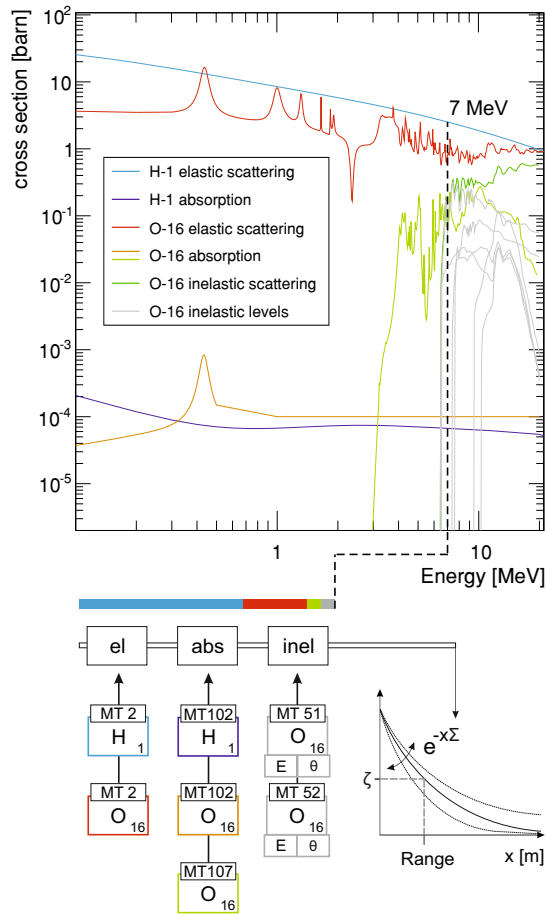 cross section [barn]
10²
10
1
10⁻¹
10⁻²
10⁻³
10⁻⁴
10⁻⁵
7 MeV
H-1 elastic scattering
H-1 absorption
O-16 elastic scattering
O-16 absorption
O-16 inelastic scattering
O-16 inelastic levels
1
10
Energy [MeV]
el
abs
inel
MT 2
H
1
MT102
H
1
MT 51
O
16
E
θ
MT 2
O
16
MT102
O
16
MT 52
O
16
E
θ
MT107
O
16
e^-xΣ
ζ
Range
x [m]